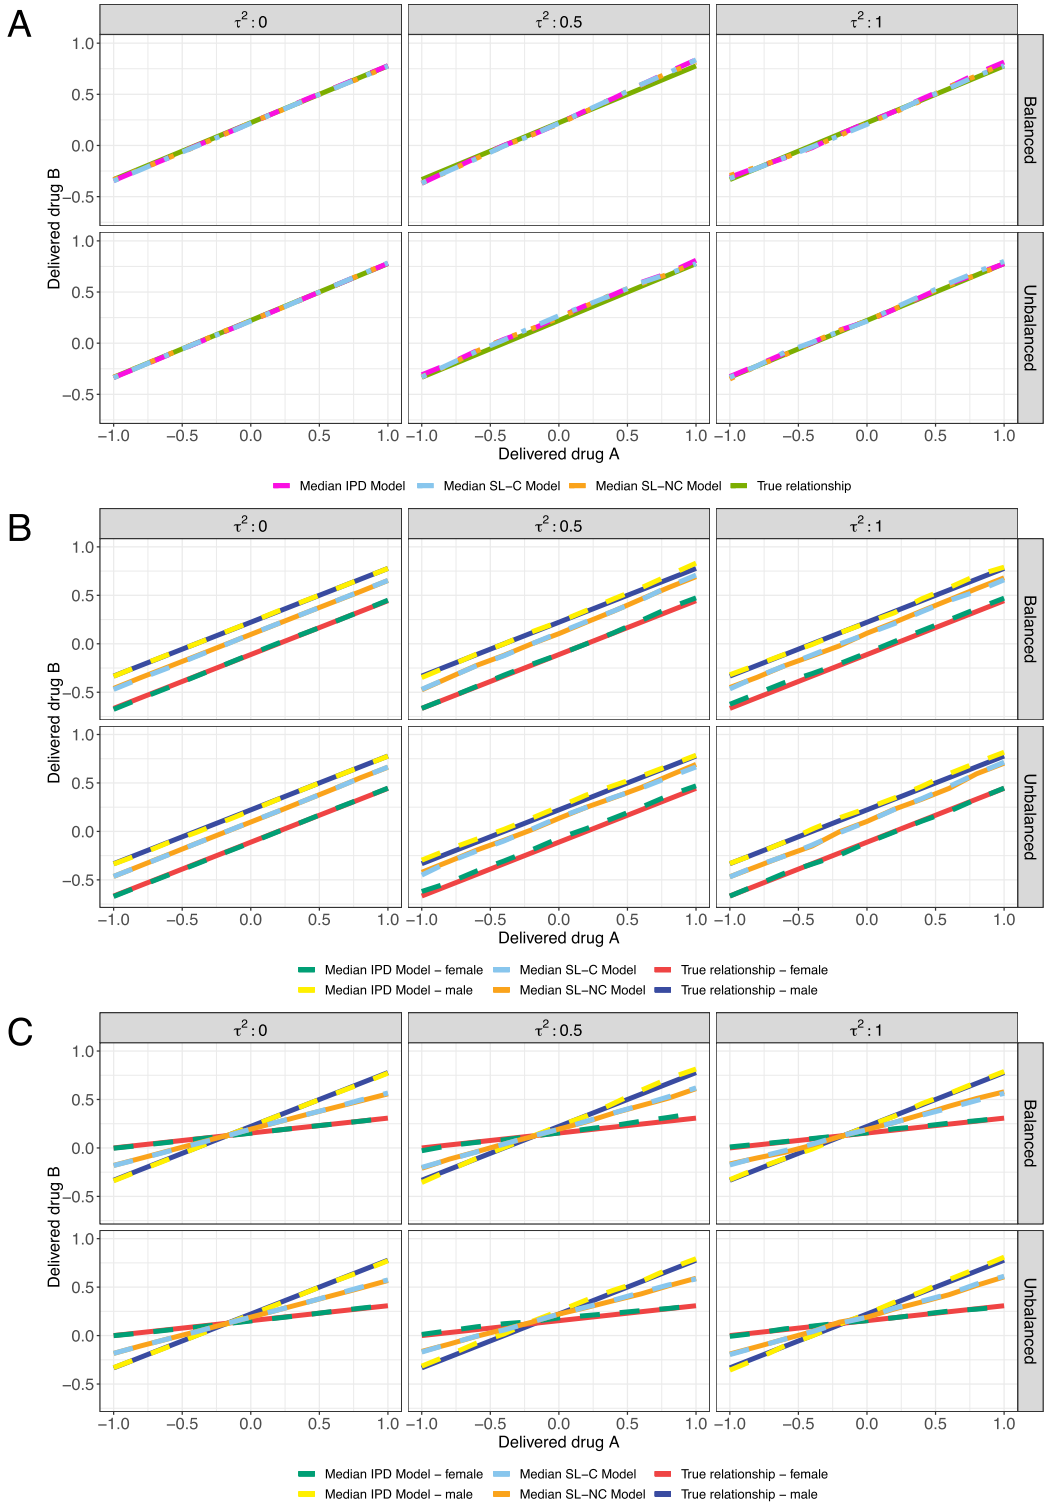 A
τ²: 0 τ²: 0.5 τ²: 1
1.0
0.5
0.0
−0.5
Balanced
1.0
0.5
0.0
−0.5
Unbalanced
Delivered drug B
−1.0 −0.5 0.0 0.5 1.0 −1.0 −0.5 0.0 0.5 1.0 −1.0 −0.5 0.0 0.5 1.0
Delivered drug A
Median IPD Model Median SL−C Model Median SL−NC Model True relationship
B
τ²: 0 τ²: 0.5 τ²: 1
1.0
0.5
0.0
−0.5
Balanced
1.0
0.5
0.0
−0.5
Unbalanced
Delivered drug B
−1.0 −0.5 0.0 0.5 1.0 −1.0 −0.5 0.0 0.5 1.0 −1.0 −0.5 0.0 0.5 1.0
Delivered drug A
Median IPD Model − female Median SL−C Model True relationship − female
Median IPD Model − male Median SL−NC Model True relationship − male
C
τ²: 0 τ²: 0.5 τ²: 1
1.0
0.5
0.0
−0.5
Balanced
1.0
0.5
0.0
−0.5
Unbalanced
Delivered drug B
−1.0 −0.5 0.0 0.5 1.0 −1.0 −0.5 0.0 0.5 1.0 −1.0 −0.5 0.0 0.5 1.0
Delivered drug A
Median IPD Model − female Median SL−C Model True relationship − female
Median IPD Model − male Median SL−NC Model True relationship − male